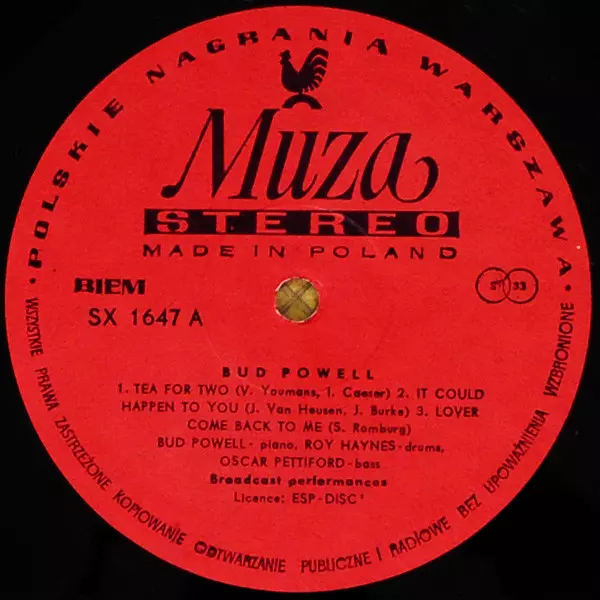 • POLSKIE NAGRANIA WARSZAWA •
Muza
STEREO
MADE IN POLAND
BIEM
SX 1647 A
S 33
BUD POWELL
1. TEA FOR TWO (V. Youmans, I. Caeser) 2. IT COULD
HAPPEN TO YOU (J. Van Heusen, J. Burke) 3. LOVER
COME BACK TO ME (S. Romburg)
BUD POWELL - piano, ROY HAYNES - drums,
OSCAR PETTIFORD - bass
Broadcast performances
Licence: ESP-DISC'
WSZYSTKIE PRAWA ZASTRZEŻONE KOPIOWANIE ODTWARZANIE PUBLICZNE I RADIOWE BEZ UPOWAŻNIENIA WZBRONIONE